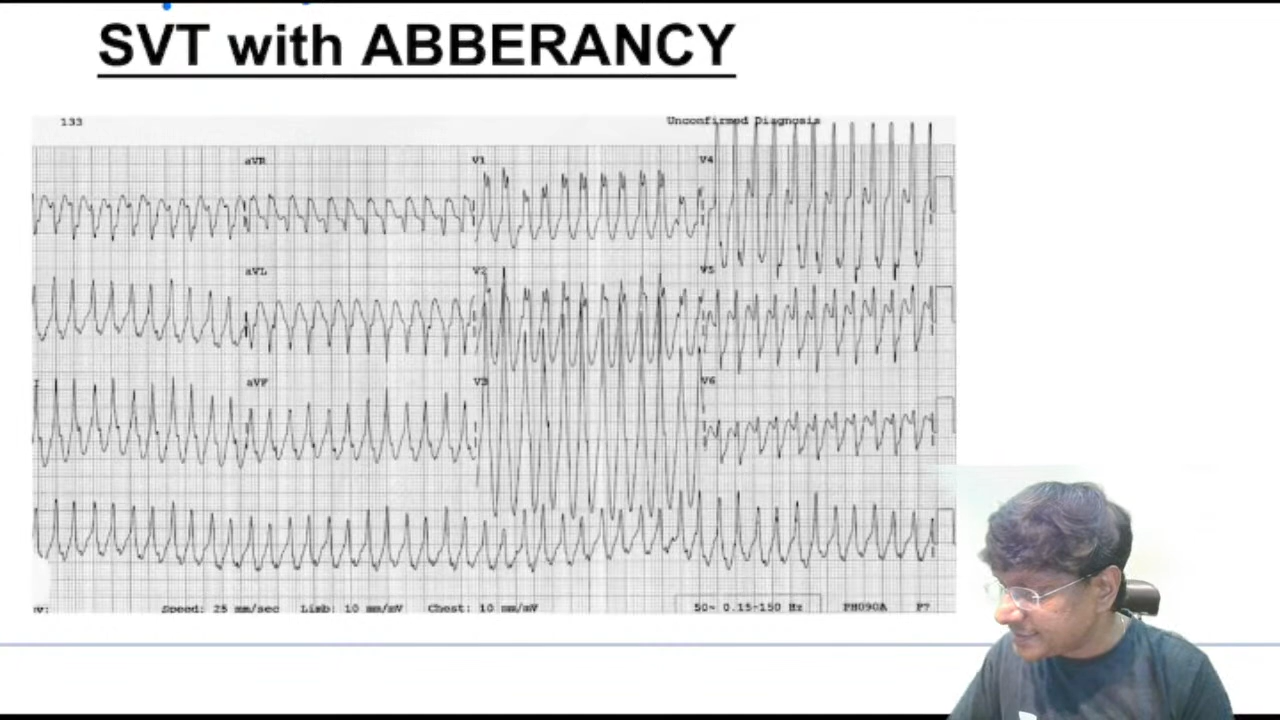 SVT with ABBERANCY
133
Unconfirmed Diagnosis
aVR
V1
V4
aVL
V2
V5
aVF
V3
V6
Speed: 25 mm/sec
Limb: 10 mm/mV
Chest: 10 mm/mV
50~ 0.15-150 Hz
PH090A
P?